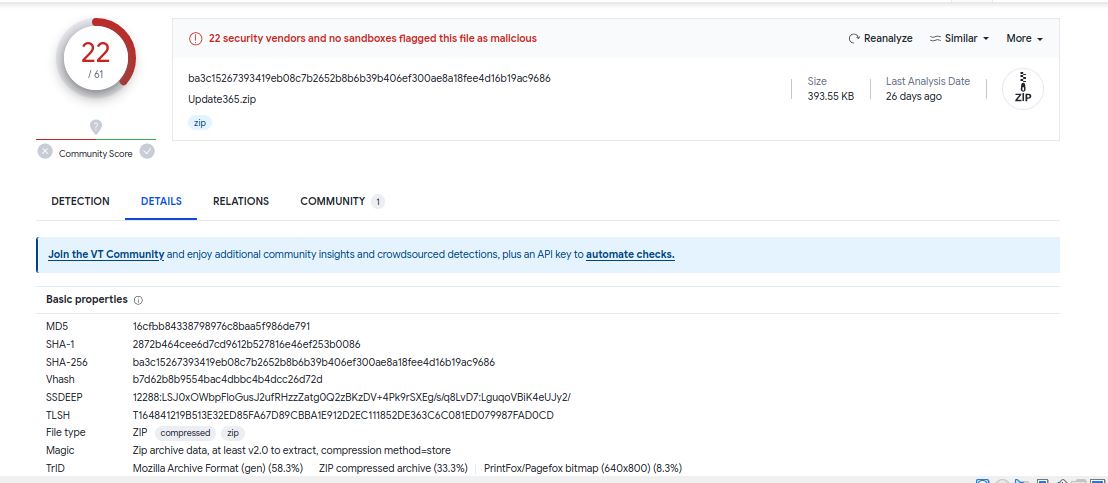 22
/ 61
Community Score
22 security vendors and no sandboxes flagged this file as malicious
Reanalyze
Similar
More
ba3c15267393419eb08c7b2652b8b6b39b406ef300ae8a18fee4d16b19ac9686
Update365.zip
zip
Size
393.55 KB
Last Analysis Date
26 days ago
ZIP
DETECTION DETAILS RELATIONS COMMUNITY 1
Join the VT Community and enjoy additional community insights and crowdsourced detections, plus an API key to automate checks.
Basic properties
MD5 16cfbb84338798976c8baa5f986de791
SHA-1 2872b464cee6d7cd9612b527816e46ef253b0086
SHA-256 ba3c15267393419eb08c7b2652b8b6b39b406ef300ae8a18fee4d16b19ac9686
Vhash b7d62b8b9554bac4dbbc4b4dcc26d72d
SSDEEP 12288:LSJ0xOWbpFloGusJ2ufRHzzZatg0Q2zBKzDV+4Pk9rSXEg/s/q8LvD7:LguqoVBiK4eUJy2/
TLSH T164841219B513E32ED85FA67D89CBBA1E912D2EC111852DE363C6C081ED079987FAD0CD
File type ZIP compressed zip
Magic Zip archive data, at least v2.0 to extract, compression method=store
TrID Mozilla Archive Format (gen) (58.3%) ZIP compressed archive (33.3%) PrintFox/Pagefox bitmap (640x800) (8.3%)